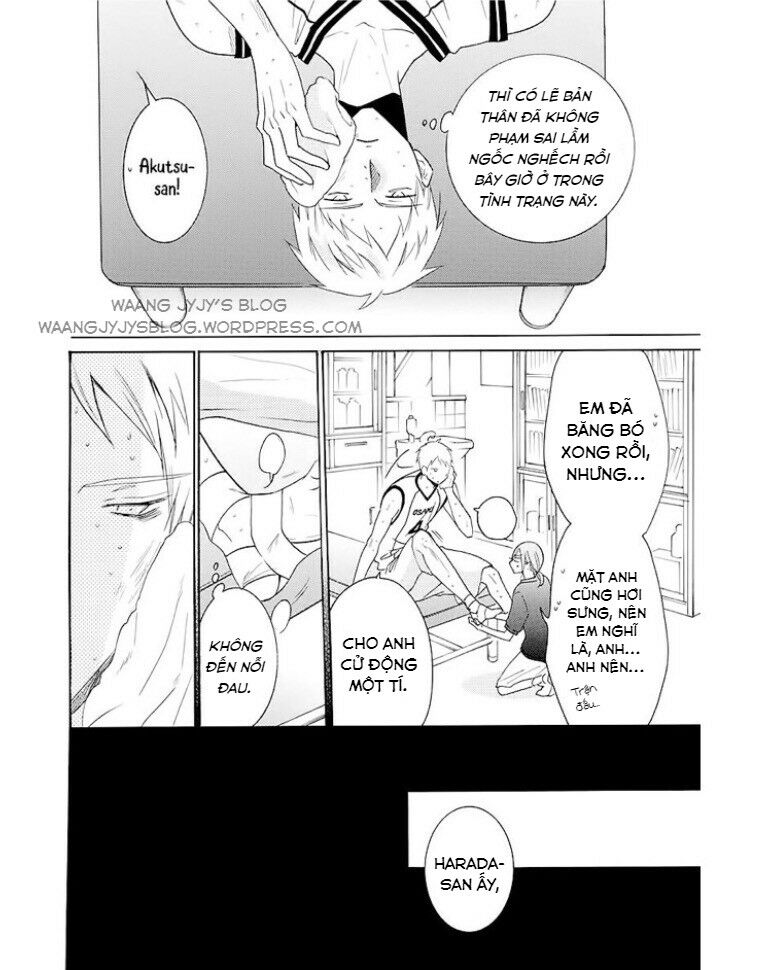 THÌ CÓ LẼ BẢN
THÂN ĐÃ KHÔNG
PHẠM SAI LẦM
NGỐC NGHẾCH RỒI
BÂY GIỜ Ở TRONG
TÌNH TRẠNG NÀY.
Akutsu-
san!
WAANG JYJY'S BLOG
WAANGJYJYSBLOG.WORDPRESS.COM
EM ĐÃ
BĂNG BÓ
XONG RỒI,
NHƯNG...
MẶT ANH
CŨNG HƠI
SƯNG, NÊN
EM NGHĨ
LÀ, ANH...
ANH NÊN...
Trận
đấu
OSAKI
4
CHO ANH
CỬ ĐỘNG
MỘT TÍ.
KHÔNG
ĐẾN NỖI
ĐAU.
HARADA-
SAN ẤY,